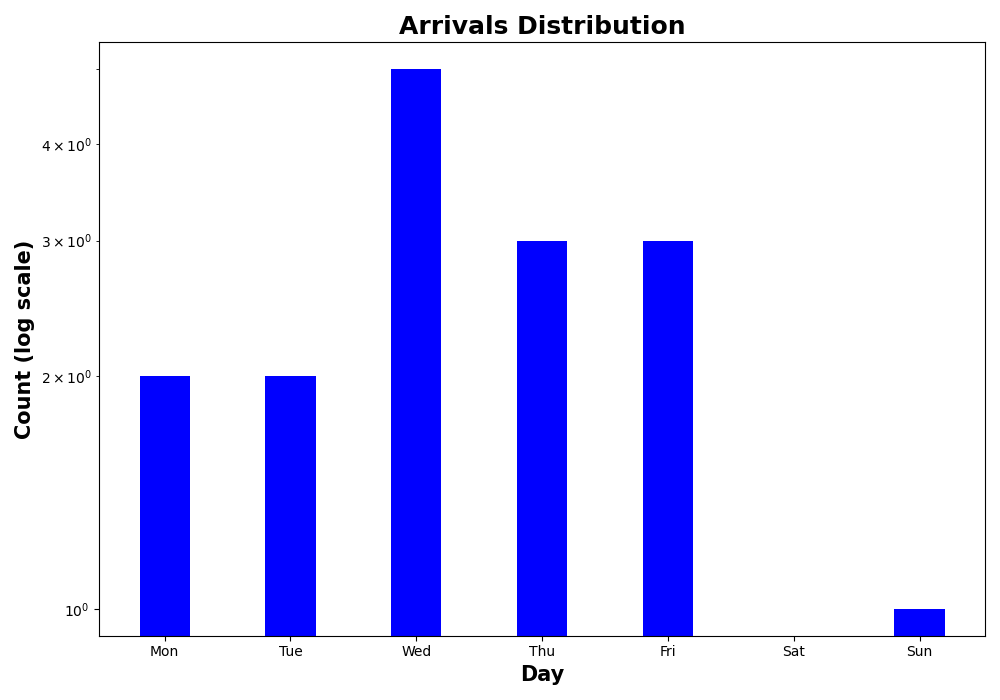 Arrivals Distribution
Count (log scale)
4 × 10⁰
3 × 10⁰
2 × 10⁰
10⁰
Mon Tue Wed Thu Fri Sat Sun
Day